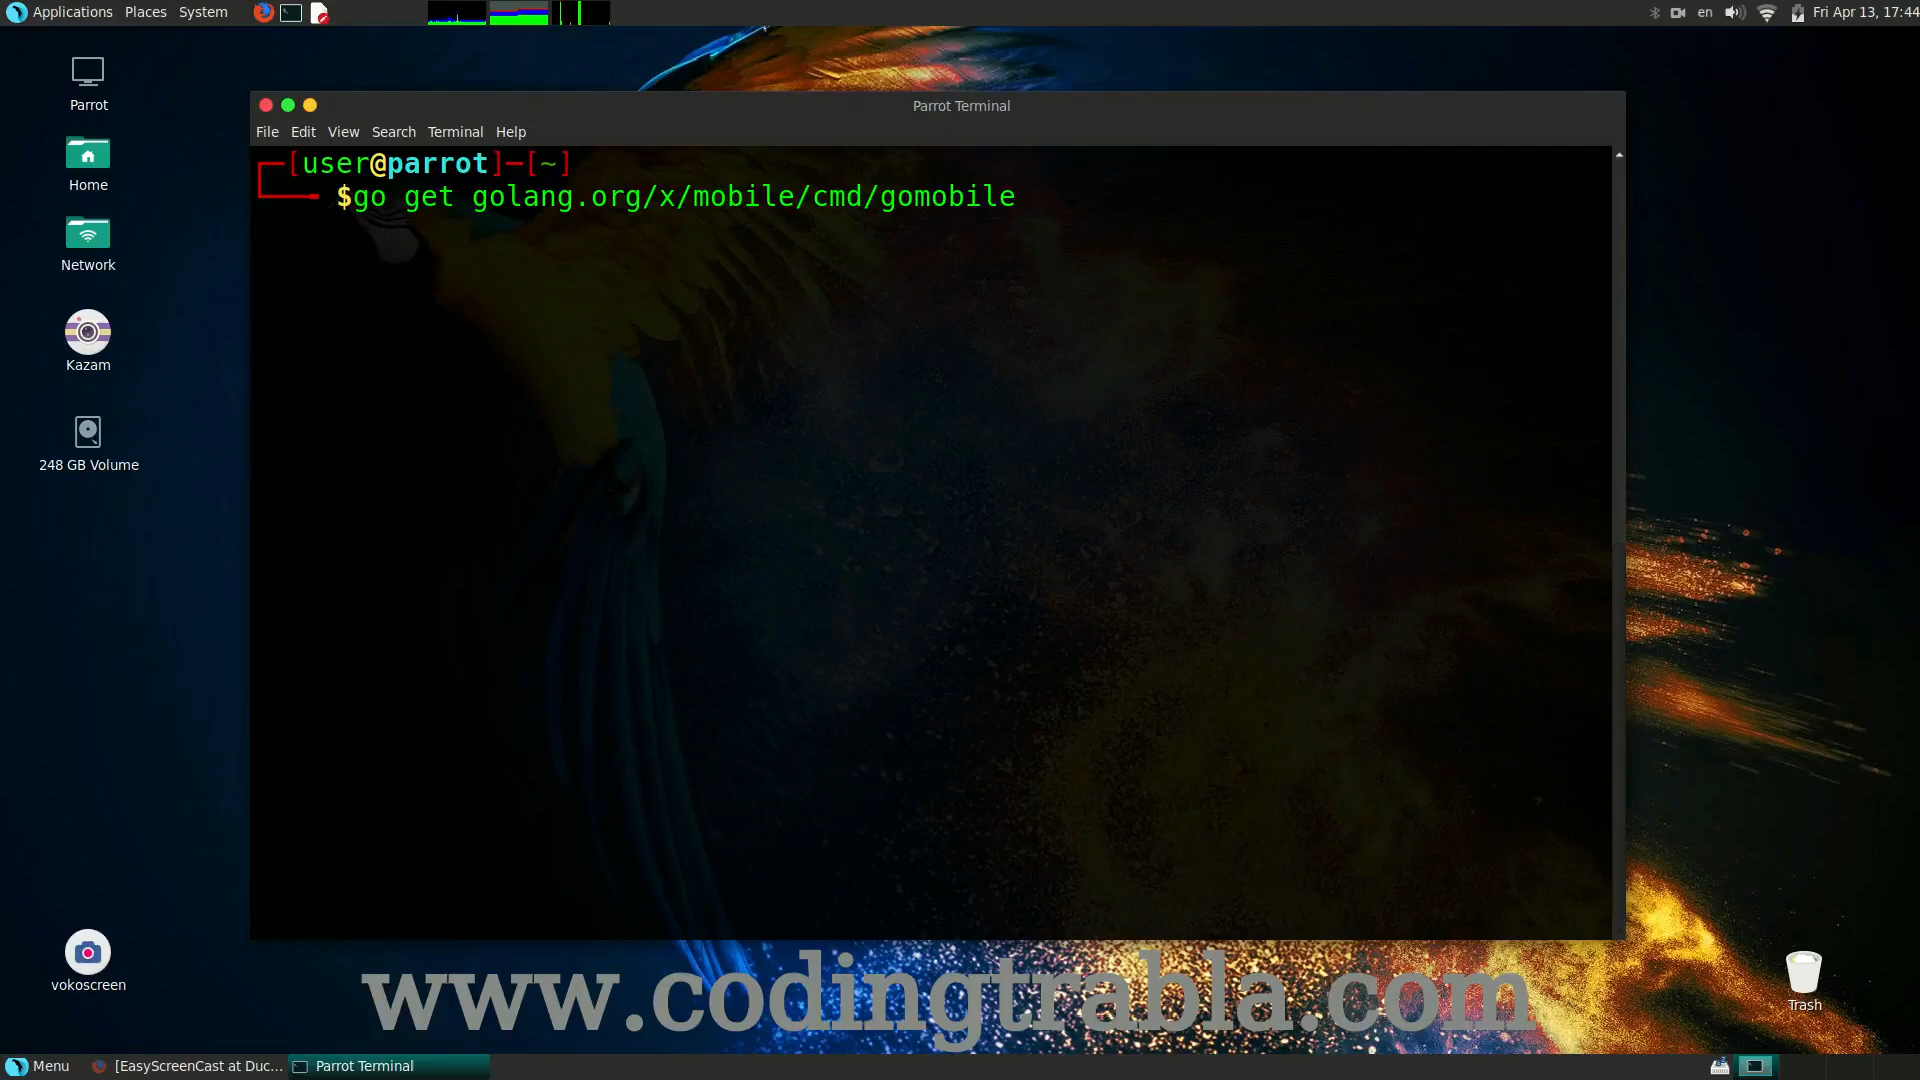 Applications Places System
en Fri Apr 13, 17:44
Parrot
Home
Network
Kazam
248 GB Volume
vokoscreen
Trash
Parrot Terminal
File Edit View Search Terminal Help
[user@parrot]─[~]
$go get golang.org/x/mobile/cmd/gomobile
www.codingtrabla.com
Menu [EasyScreenCast at Duc... Parrot Terminal